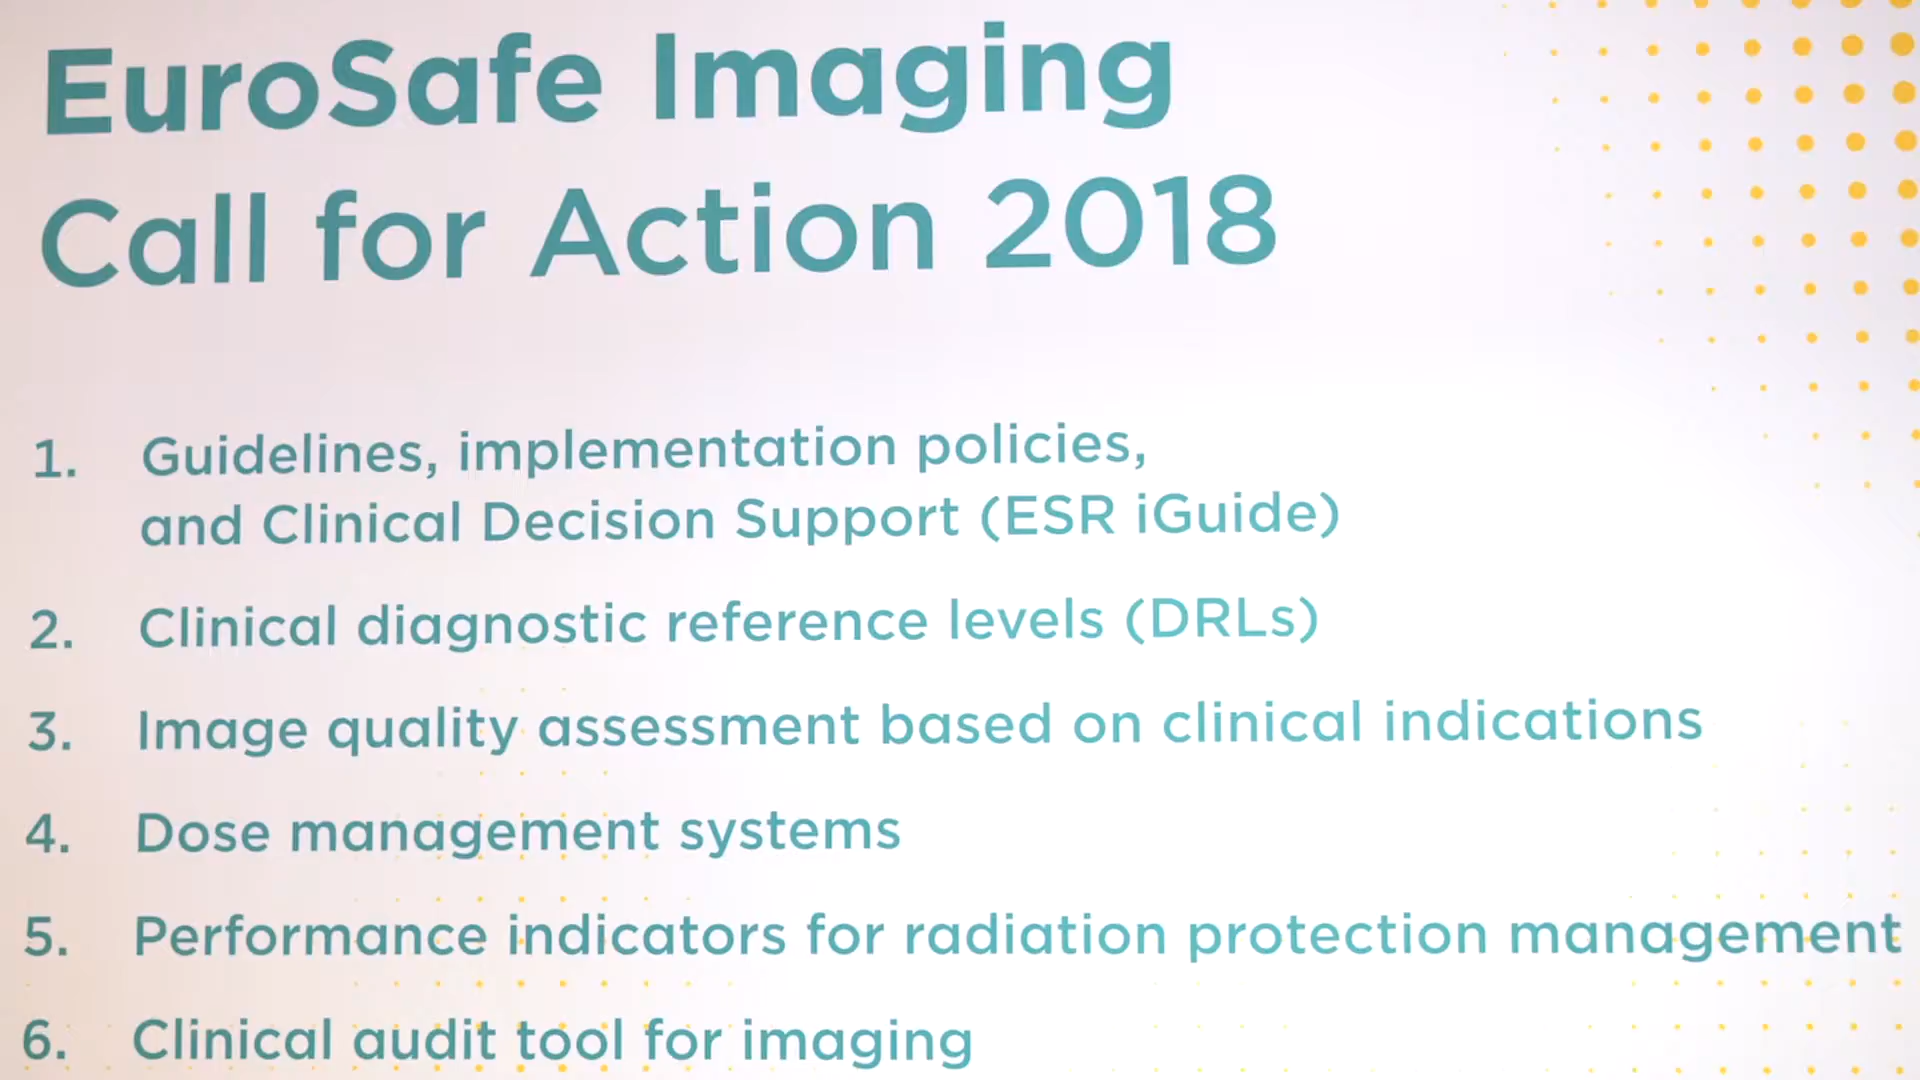 EuroSafe Imaging
Call for Action 2018
1. Guidelines, implementation policies,
and Clinical Decision Support (ESR iGuide)
2. Clinical diagnostic reference levels (DRLs)
3. Image quality assessment based on clinical indications
4. Dose management systems
5. Performance indicators for radiation protection management
6. Clinical audit tool for imaging